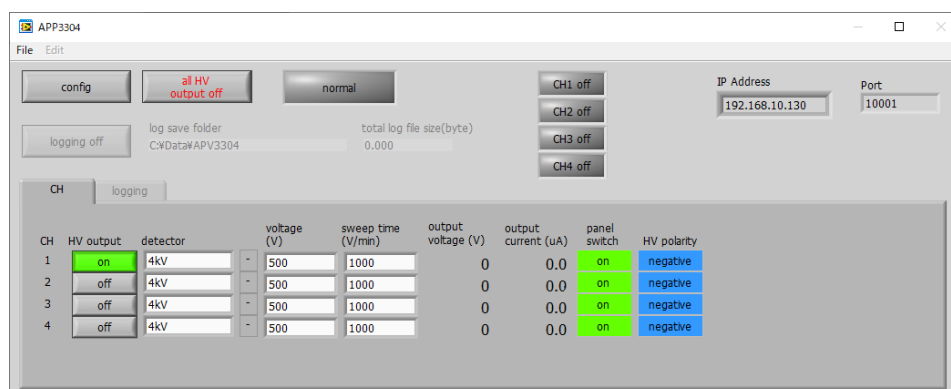 APP3304
File Edit
config
all HV
output off
normal
CH1 off
CH2 off
CH3 off
CH4 off
IP Address
192.168.10.130
Port
10001
logging off
log save folder
C:¥Data¥APV3304
total log file size(byte)
0.000
CH logging
CH HV output detector voltage (V) sweep time (V/min) output voltage (V) output current (uA) panel switch HV polarity
1 on 4kV - 500 1000 0 0.0 on negative
2 off 4kV - 500 1000 0 0.0 on negative
3 off 4kV - 500 1000 0 0.0 on negative
4 off 4kV - 500 1000 0 0.0 on negative